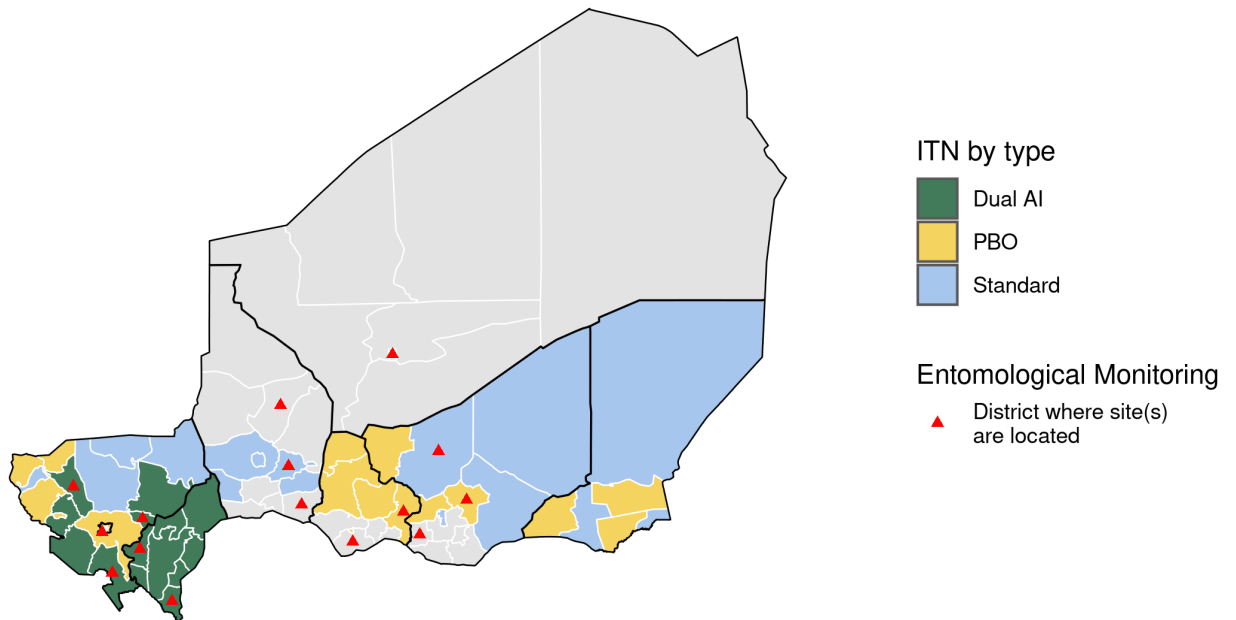 ITN by type
Dual AI
PBO
Standard
Entomological Monitoring
District where site(s)
are located